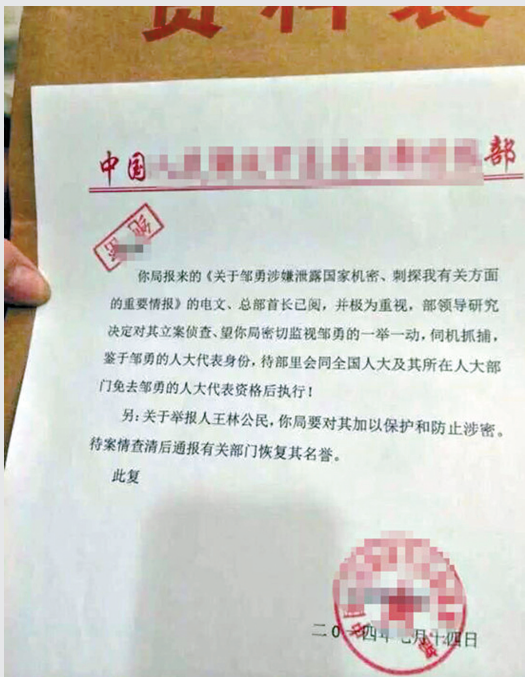 资料袋
中国 部
绝密
你局报来的《关于邹勇涉嫌泄露国家机密、刺探我有关方面
的重要情报》的电文、总部首长已阅，并极为重视，部领导研究
决定对其立案侦查、望你局密切监视邹勇的一举一动，伺机抓捕，
鉴于邹勇的人大代表身份，待部里会同全国人大及其所在人大部
门免去邹勇的人大代表资格后执行！
另：关于举报人王林公民，你局要对其加以保护和防止涉密。
待案情查清后通报有关部门恢复其名誉。
此复
二0一四年七月十四日